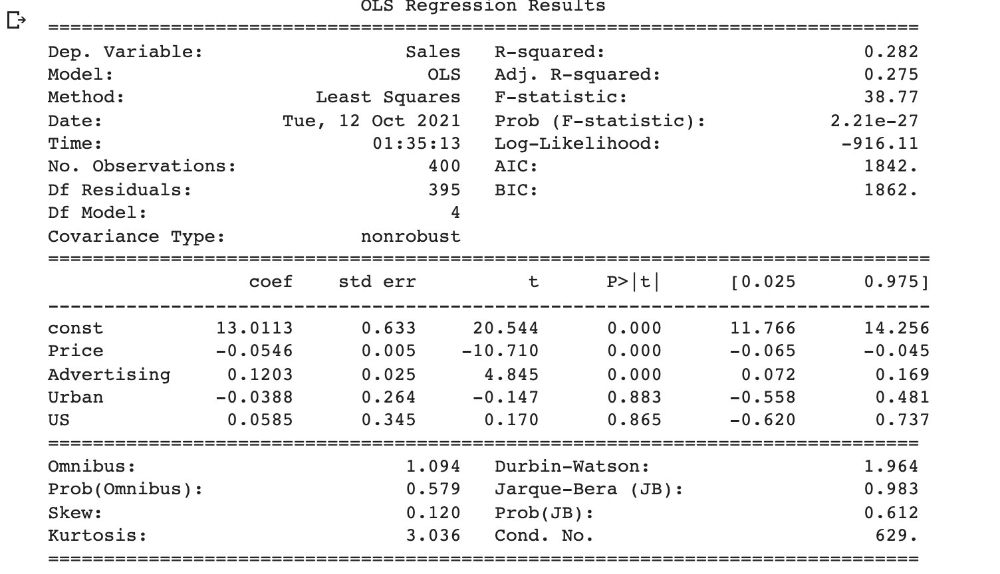 OLS Regression Results
==============================================================================
Dep. Variable:                  Sales   R-squared:                       0.282
Model:                            OLS   Adj. R-squared:                  0.275
Method:                 Least Squares   F-statistic:                     38.77
Date:                Tue, 12 Oct 2021   Prob (F-statistic):           2.21e-27
Time:                        01:35:13   Log-Likelihood:                -916.11
No. Observations:                 400   AIC:                             1842.
Df Residuals:                     395   BIC:                             1862.
Df Model:                           4
Covariance Type:            nonrobust
===============================================================================
                  coef    std err          t      P>|t|      [0.025      0.975]
-------------------------------------------------------------------------------
const          13.0113      0.633     20.544      0.000      11.766      14.256
Price          -0.0546      0.005    -10.710      0.000      -0.065      -0.045
Advertising     0.1203      0.025      4.845      0.000       0.072       0.169
Urban          -0.0388      0.264     -0.147      0.883      -0.558       0.481
US              0.0585      0.345      0.170      0.865      -0.620       0.737
==============================================================================
Omnibus:                        1.094   Durbin-Watson:                   1.964
Prob(Omnibus):                  0.579   Jarque-Bera (JB):                0.983
Skew:                           0.120   Prob(JB):                        0.612
Kurtosis:                       3.036   Cond. No.                         629.
==============================================================================